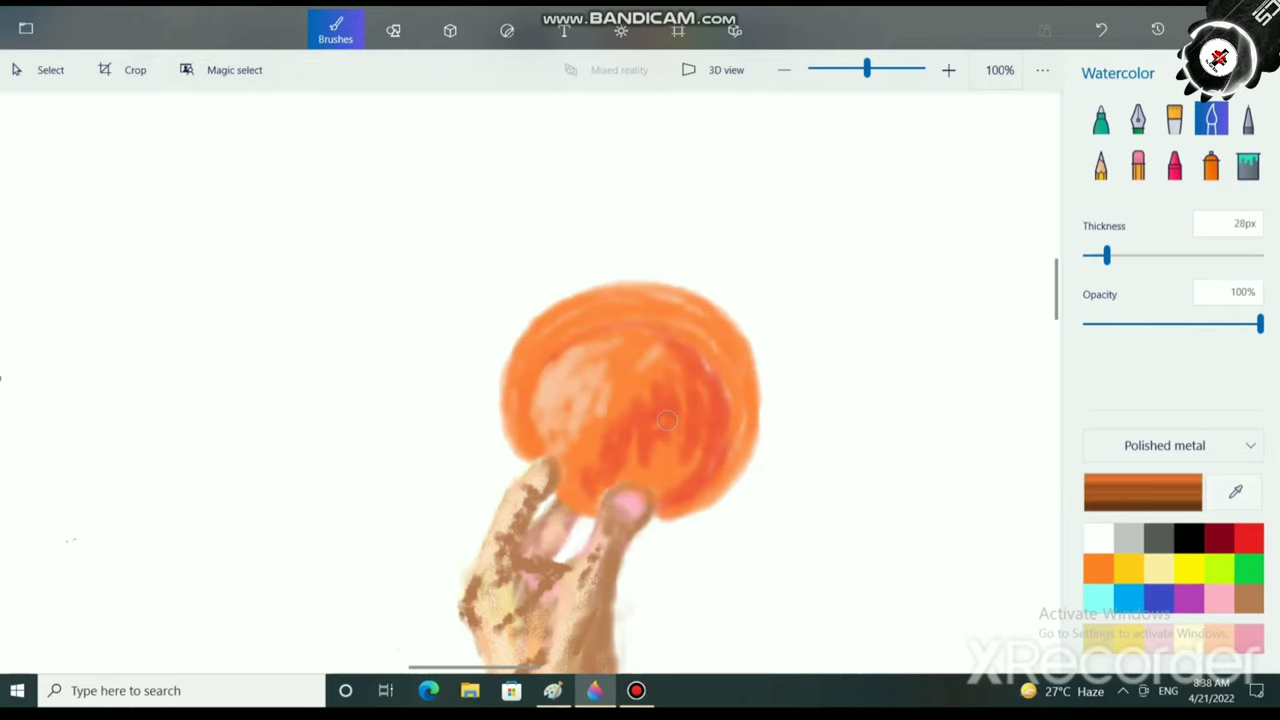 www.BANDICAM.com
Brushes
Select
Crop
Magic select
Mixed reality
3D view
100%
Watercolor
Thickness
28px
Opacity
100%
Polished metal
Activate Windows
Go to Settings to activate Windows.
XRecorder
Type here to search
27°C Haze
ENG
8:38 AM
4/21/2022